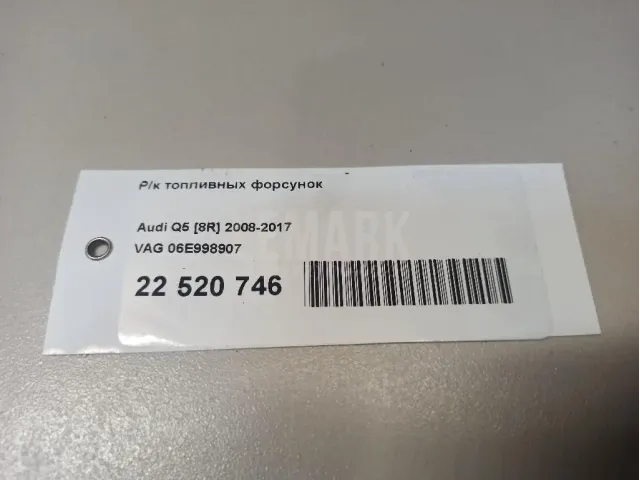 Р/к топливных форсунок
Audi Q5 [8R] 2008-2017
VAG 06E998907
22 520 746